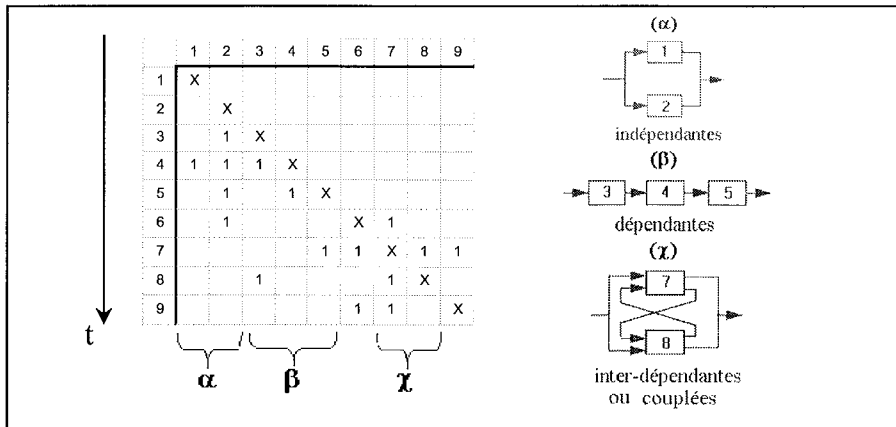 1 2 3 4 5 6 7 8 9
1 X
2 X
3 1 X
4 1 1 1 X
5 1 1 X
6 1 X 1
7 1 1 X 1 1
8 1 1 X
9 1 1 X
t
α β χ
(α)
1
2
indépendantes
(β)
3 4 5
dépendantes
(χ)
7
8
inter-dépendantes
ou couplées